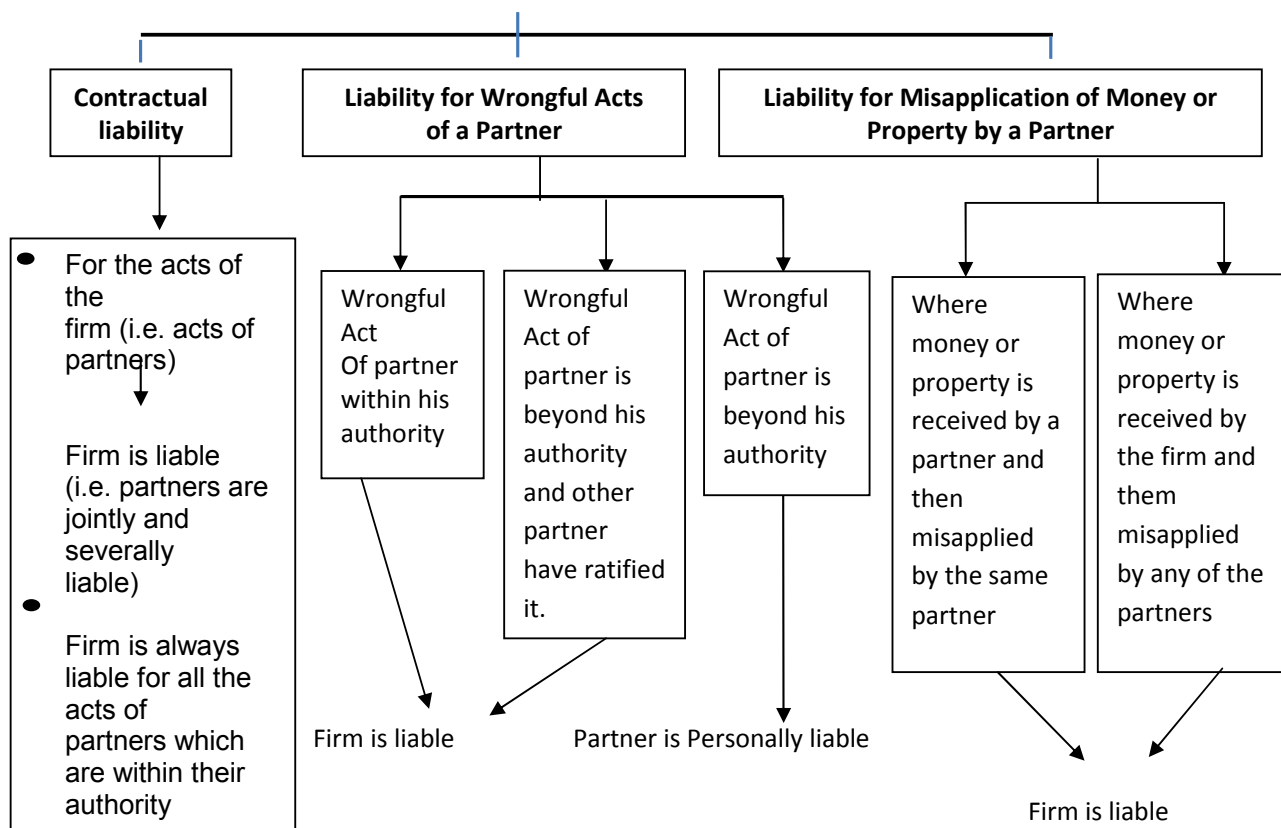 Contractual
liability
Liability for Wrongful Acts
of a Partner
Liability for Misapplication of Money or
Property by a Partner
For the acts of
the
firm (i.e. acts of
partners)
Firm is liable
(i.e. partners are
jointly and
severally
liable)
Firm is always
liable for all the
acts of
partners which
are within their
authority
Wrongful
Act
Of partner
within his
authority
Wrongful
Act of
partner is
beyond his
authority
and other
partner
have ratified
it.
Wrongful
Act of
partner is
beyond his
authority
Where
money or
property is
received by a
partner and
then
misapplied
by the same
partner
Where
money or
property is
received by
the firm and
them
misapplied
by any of the
partners
Firm is liable
Partner is Personally liable
Firm is liable